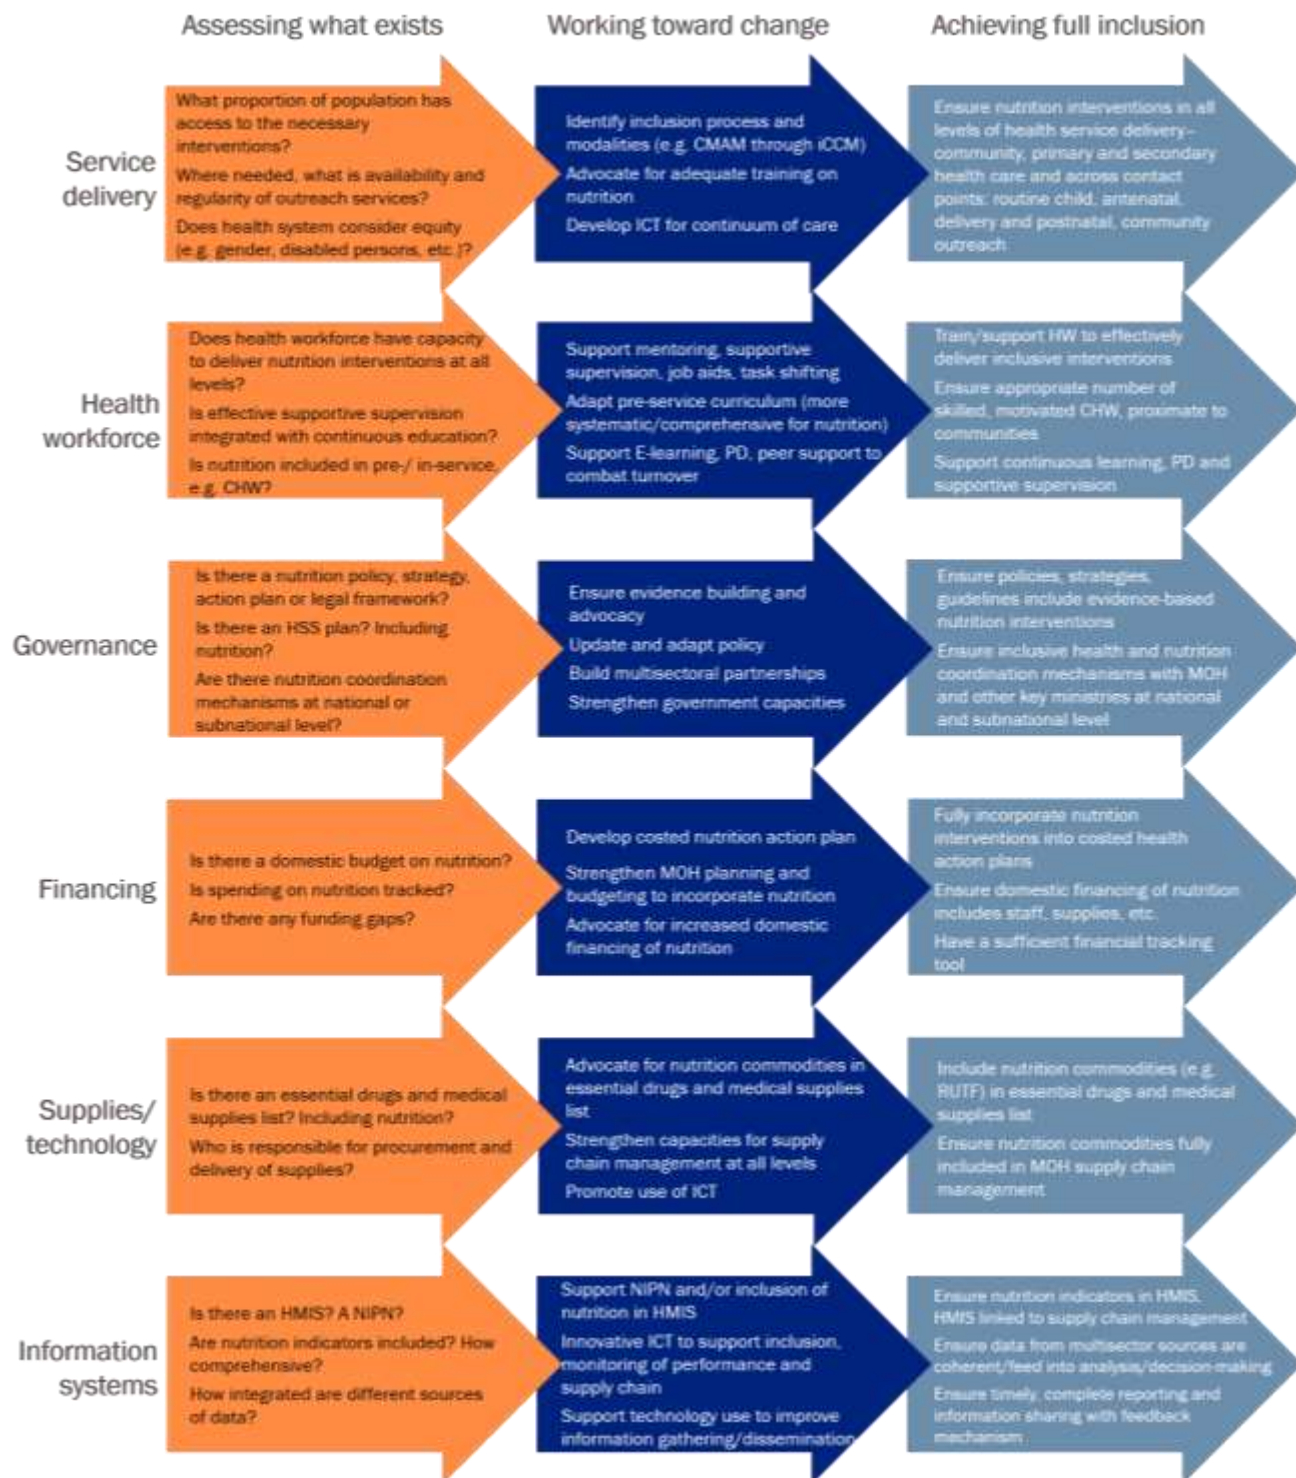 Assessing what exists
Working toward change
Achieving full inclusion
Service
delivery
What proportion of population has
access to the necessary
interventions?
Where needed, what is availability and
regularity of outreach services?
Does health system consider equity
(e.g. gender, disabled persons, etc.)?
Identify inclusion process and
modalities (e.g. CMAM through iCCM)
Advocate for adequate training on
nutrition
Develop ICT for continuum of care
Ensure nutrition interventions in all
levels of health service delivery–
community, primary and secondary
health care and across contact
points: routine child, antenatal,
delivery and postnatal, community
outreach
Health
workforce
Does health workforce have capacity
to deliver nutrition interventions at all
levels?
Is effective supportive supervision
integrated with continuous education?
Is nutrition included in pre-/ in-service,
e.g. CHW?
Support mentoring, supportive
supervision, job aids, task shifting
Adapt pre-service curriculum (more
systematic/comprehensive for nutrition)
Support E-learning, PD, peer support to
combat turnover
Train/support HW to effectively
deliver inclusive interventions
Ensure appropriate number of
skilled, motivated CHW, proximate to
communities
Support continuous learning, PD and
supportive supervision
Governance
Is there a nutrition policy, strategy,
action plan or legal framework?
Is there an HSS plan? Including
nutrition?
Are there nutrition coordination
mechanisms at national or
subnational level?
Ensure evidence building and
advocacy
Update and adapt policy
Build multisectoral partnerships
Strengthen government capacities
Ensure policies, strategies,
guidelines include evidence-based
nutrition interventions
Ensure inclusive health and nutrition
coordination mechanisms with MOH
and other key ministries at national
and subnational level
Financing
Is there a domestic budget on nutrition?
Is spending on nutrition tracked?
Are there any funding gaps?
Develop costed nutrition action plan
Strengthen MOH planning and
budgeting to incorporate nutrition
Advocate for increased domestic
financing of nutrition
Fully incorporate nutrition
interventions into costed health
action plans
Ensure domestic financing of nutrition
includes staff, supplies, etc.
Have a sufficient financial tracking
tool
Supplies/
technology
Is there an essential drugs and medical
supplies list? Including nutrition?
Who is responsible for procurement and
delivery of supplies?
Advocate for nutrition commodities in
essential drugs and medical supplies
list
Strengthen capacities for supply
chain management at all levels
Promote use of ICT
Include nutrition commodities (e.g.
RUTF) in essential drugs and medical
supplies list
Ensure nutrition commodities fully
included in MOH supply chain
management
Information
systems
Is there an HMIS? A NIPN?
Are nutrition indicators included? How
comprehensive?
How integrated are different sources
of data?
Support NIPN and/or inclusion of
nutrition in HMIS
Innovative ICT to support inclusion,
monitoring of performance and
supply chain
Support technology use to improve
information gathering/dissemination
Ensure nutrition indicators in HMIS,
HMIS linked to supply chain management
Ensure data from multisector sources are
coherent/feed into analysis/decision-making
Ensure timely, complete reporting and
information sharing with feedback
mechanism